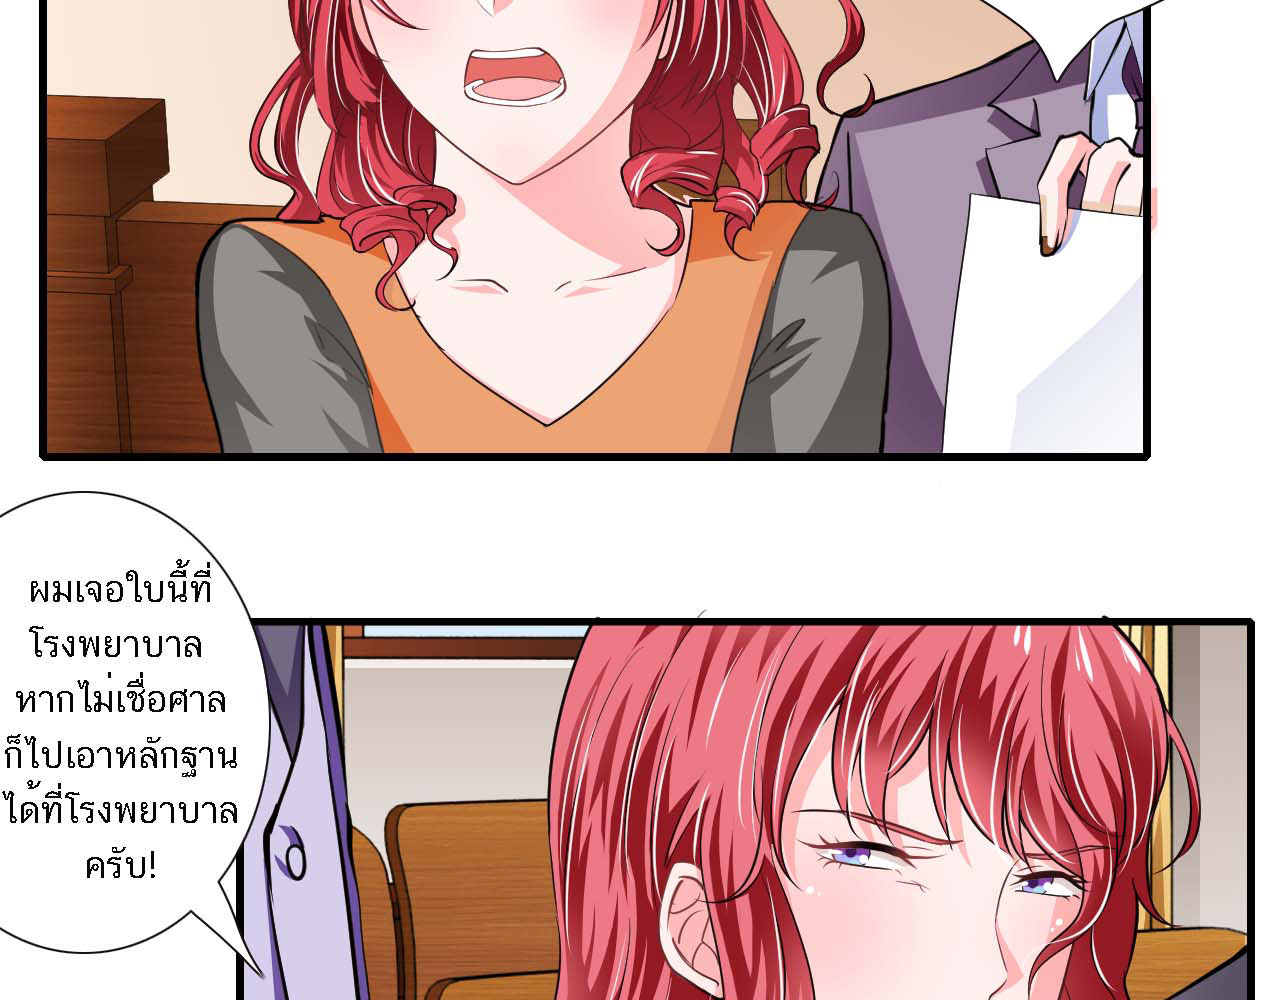 ผมเจอใบนี้ที่
โรงพยาบาล
หากไม่เชื่อศาล
ก็ไปเอาหลักฐาน
ได้ที่โรงพยาบาล
ครับ!